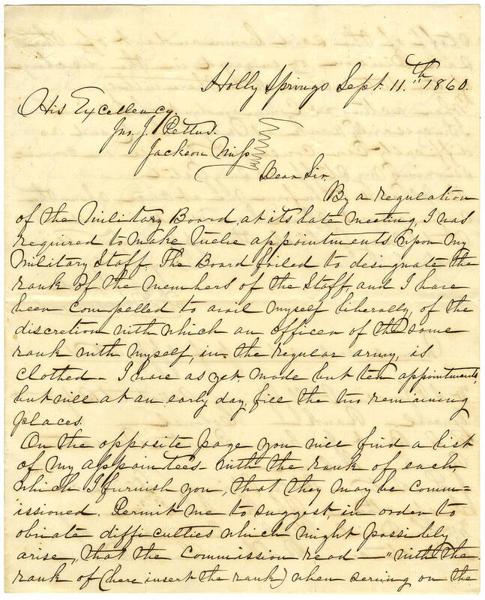 Holly Springs Sept. 11.th 1860.
His Excellency
Jno. J. Pettus.
Jackson Miss
Dear Sir.
By a regulation
of the Military Board, at its late meeting, I was
required to make twelve appointments upon my
Military Staff. The Board failed to designate the
rank of the members of the Staff, and I have
been compelled to avail myself liberally, of the
discretion with which an officer of the same
rank with myself, in the regular army, is
clothed. I have as yet made but ten appointments,
but will at an early day, fill the two remaining
places.
On the opposite page you will find a list
of my appointees with the rank of each
which I furnish you, that they may be comm-
issioned. Permit me to suggest, in order to
obviate difficulties which might possibly
arise, that the Commission read — "with the
rank of (here insert the rank) when serving on the